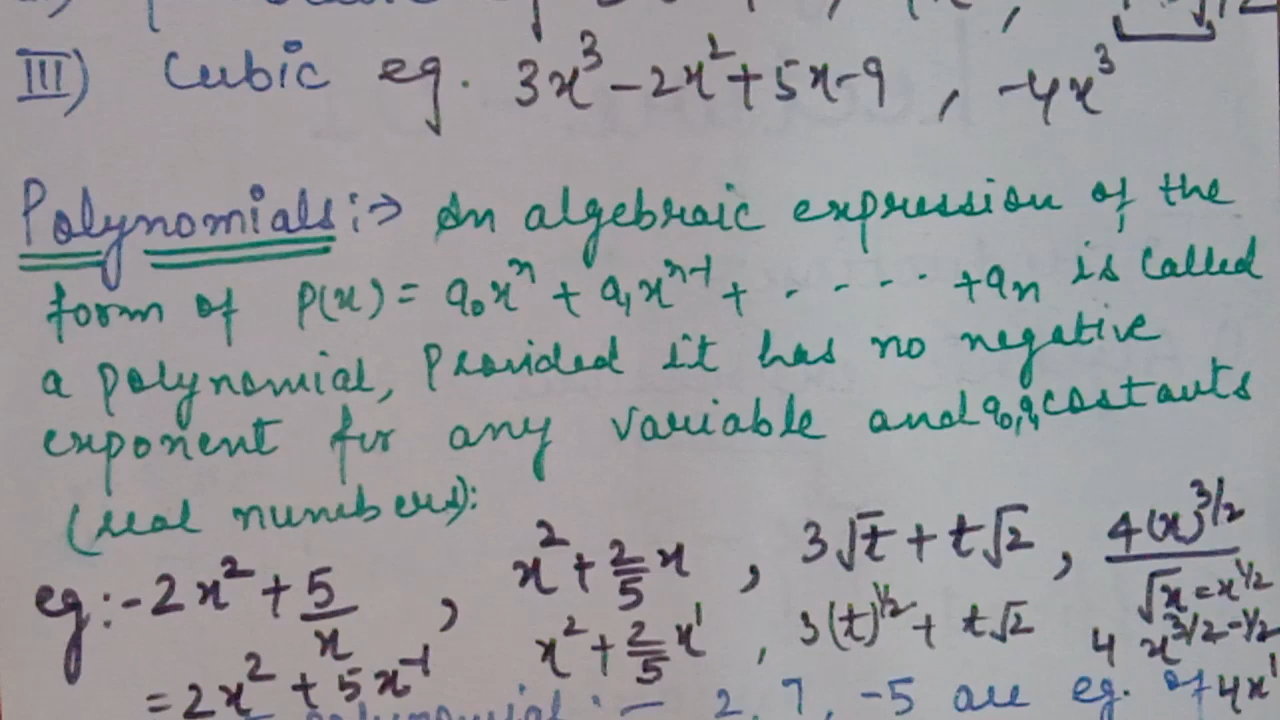 III) Cubic eg. 3x³-2x²+5x-9 , -4x³
Polynomials :→ An algebraic expression of the
form of P(x) = a₀xⁿ + a₁xⁿ⁻¹ + - - - - - + aₙ is called
a polynomial, Provided it has no negative
exponent for any variable and a₀,a₁ costants
(real numbers):
eg:- 2x² + 5/x , x² + 2/5 x , 3√t + t√2 , 4(x)^3/2 / √x = x^1/2
= 2x² + 5x⁻¹ x² + 2/5 x¹ , 3(t)^1/2 + t√2 4 x^3/2-1/2
:- 2, 7, -5 are eg. of 4x¹